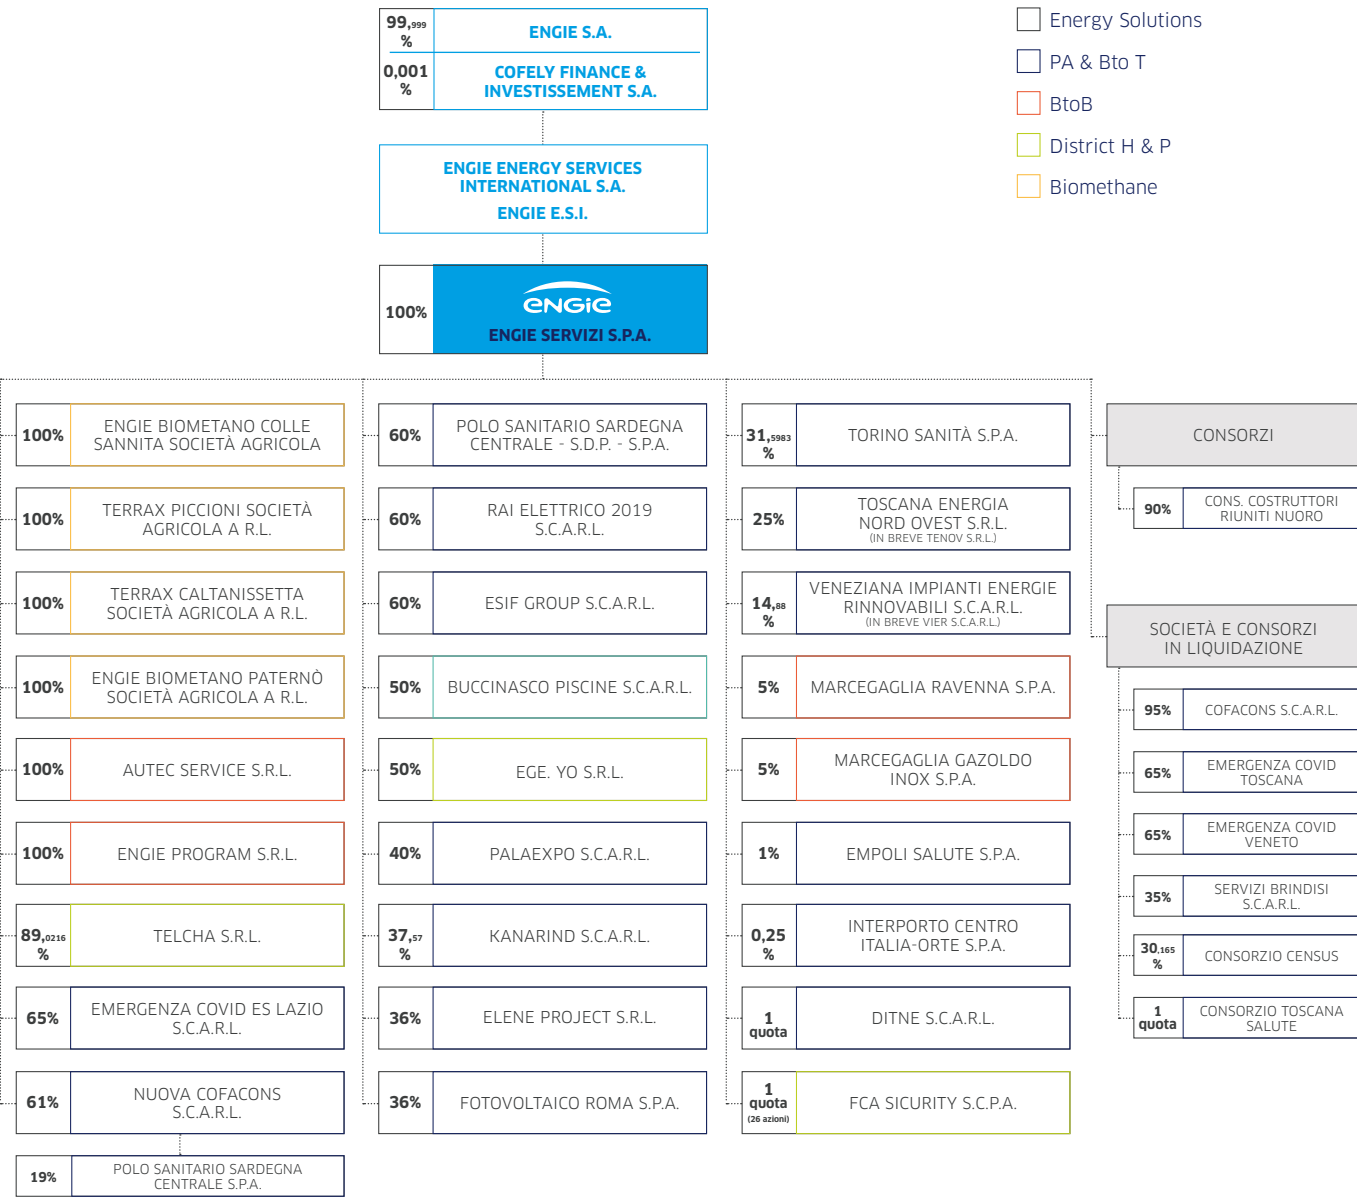 99,999
%
ENGIE S.A.
0,001
%
COFELY FINANCE &
INVESTISSEMENT S.A.
Energy Solutions
PA & Bto T
BtoB
District H & P
Biomethane
ENGIE ENERGY SERVICES
INTERNATIONAL S.A.
ENGIE E.S.I.
100%
ENGIE
ENGIE SERVIZI S.P.A.
100%
ENGIE BIOMETANO COLLE
SANNITA SOCIETÀ AGRICOLA
100%
TERRAX PICCIONI SOCIETÀ
AGRICOLA A R.L.
100%
TERRAX CALTANISSETTA
SOCIETÀ AGRICOLA A R.L.
100%
ENGIE BIOMETANO PATERNÒ
SOCIETÀ AGRICOLA A R.L.
100%
AUTEC SERVICE S.R.L.
100%
ENGIE PROGRAM S.R.L.
89,0216
%
TELCHA S.R.L.
65%
EMERGENZA COVID ES LAZIO
S.C.A.R.L.
61%
NUOVA COFACONS
S.C.A.R.L.
19%
POLO SANITARIO SARDEGNA
CENTRALE S.P.A.
60%
POLO SANITARIO SARDEGNA
CENTRALE - S.D.P. - S.P.A.
60%
RAI ELETTRICO 2019
S.C.A.R.L.
60%
ESIF GROUP S.C.A.R.L.
50%
BUCCINASCO PISCINE S.C.A.R.L.
50%
EGE. YO S.R.L.
40%
PALAEXPO S.C.A.R.L.
37,57
%
KANARIND S.C.A.R.L.
36%
ELENE PROJECT S.R.L.
36%
FOTOVOLTAICO ROMA S.P.A.
31,5983
%
TORINO SANITÀ S.P.A.
25%
TOSCANA ENERGIA
NORD OVEST S.R.L.
(IN BREVE TENOV S.R.L.)
14,88
%
VENEZIANA IMPIANTI ENERGIE
RINNOVABILI S.C.A.R.L.
(IN BREVE VIER S.C.A.R.L.)
5%
MARCEGAGLIA RAVENNA S.P.A.
5%
MARCEGAGLIA GAZOLDO
INOX S.P.A.
1%
EMPOLI SALUTE S.P.A.
0,25
%
INTERPORTO CENTRO
ITALIA-ORTE S.P.A.
1
quota
DITNE S.C.A.R.L.
1
quota
(26 azioni)
FCA SICURITY S.C.P.A.
CONSORZI
90%
CONS. COSTRUTTORI
RIUNITI NUORO
SOCIETÀ E CONSORZI
IN LIQUIDAZIONE
95%
COFACONS S.C.A.R.L.
65%
EMERGENZA COVID
TOSCANA
65%
EMERGENZA COVID
VENETO
35%
SERVIZI BRINDISI
S.C.A.R.L.
30,165
%
CONSORZIO CENSUS
1
quota
CONSORZIO TOSCANA
SALUTE